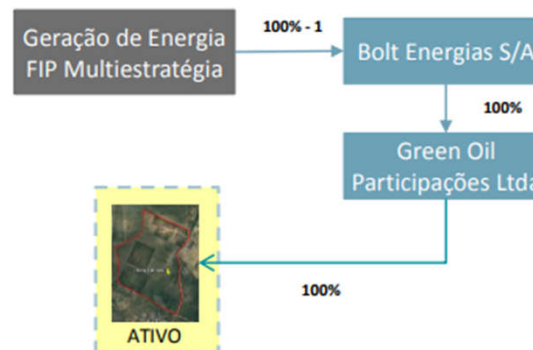 Geração de Energia
FIP Multiestratégia
100% - 1
Bolt Energias S/A
100%
Green Oil
Participações Ltda
100%
ATIVO